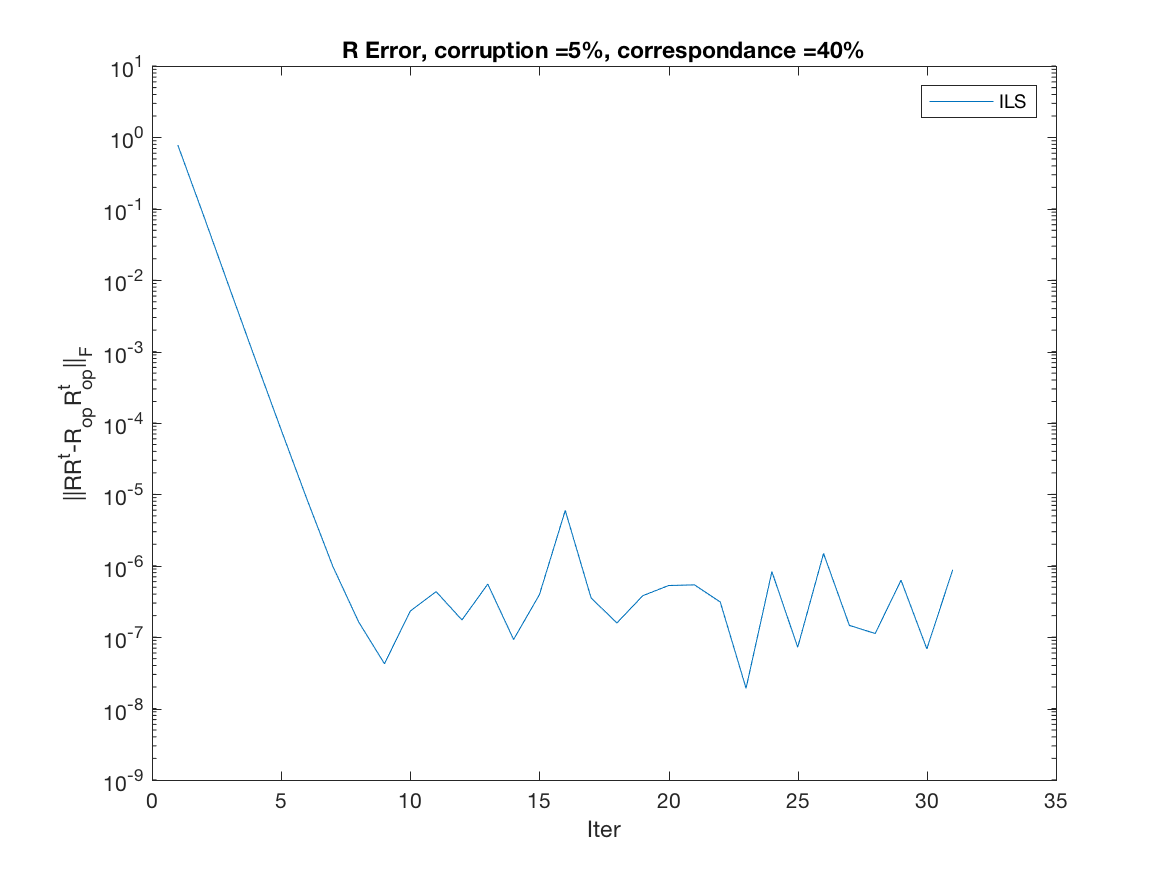 R Error, corruption =5%, correspondance =40%
ILS
10^1
10^0
10^-1
10^-2
10^-3
10^-4
10^-5
10^-6
10^-7
10^-8
10^-9
||RR^t-R_op R^t_op||_F
0 5 10 15 20 25 30 35
Iter